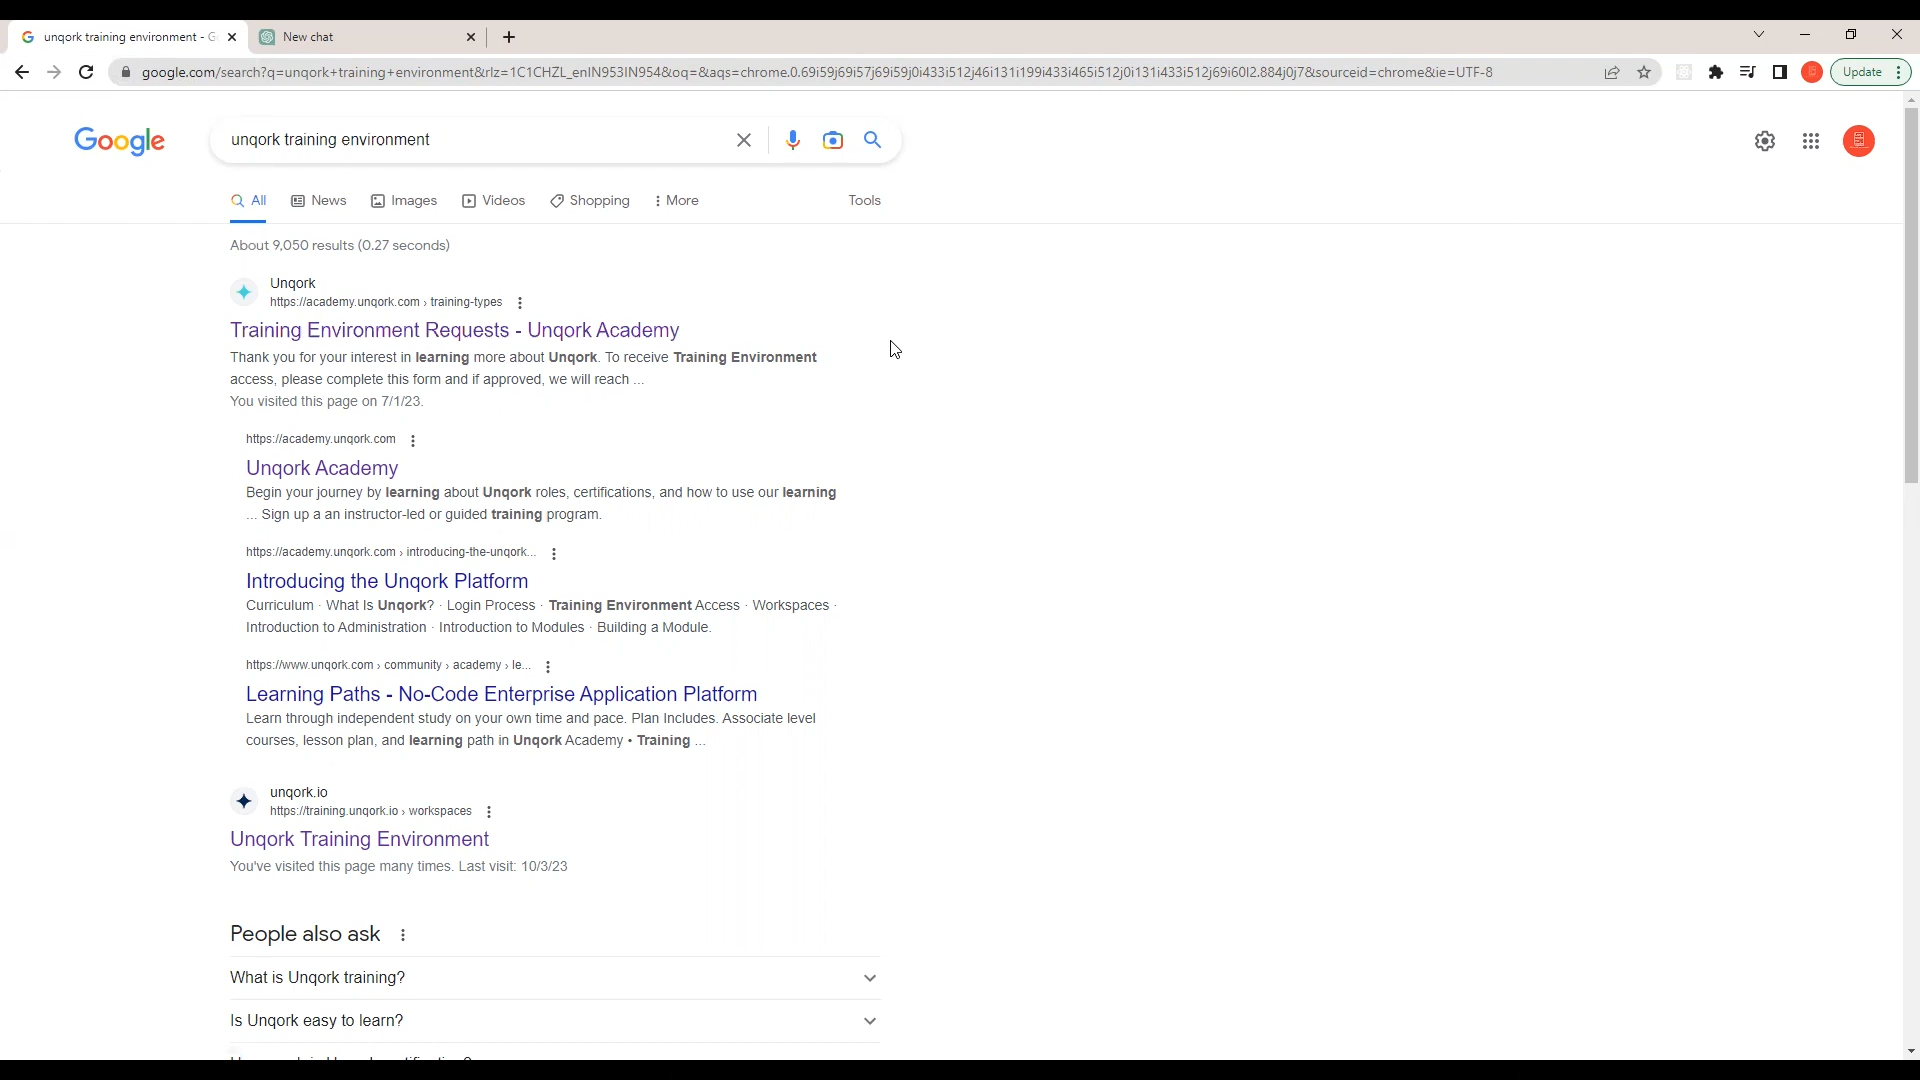 unqork training environment - G
New chat
google.com/search?q=unqork+training+environment&rlz=1C1CHZL_enIN953IN954&oq=&aqs=chrome.0.69i59j69i57j69i59j0i433i512j46i131i199i433i465i512j0i131i433i512j69i60l2.884j0j7&sourceid=chrome&ie=UTF-8
Update
Google
unqork training environment
All
News
Images
Videos
Shopping
More
Tools
About 9,050 results (0.27 seconds)
Unqork
https://academy.unqork.com › training-types
Training Environment Requests - Unqork Academy
Thank you for your interest in learning more about Unqork. To receive Training Environment
access, please complete this form and if approved, we will reach ...
You visited this page on 7/1/23.
https://academy.unqork.com
Unqork Academy
Begin your journey by learning about Unqork roles, certifications, and how to use our learning
... Sign up a an instructor-led or guided training program.
https://academy.unqork.com › introducing-the-unqork...
Introducing the Unqork Platform
Curriculum · What Is Unqork? · Login Process · Training Environment Access · Workspaces ·
Introduction to Administration · Introduction to Modules · Building a Module.
https://www.unqork.com › community › academy › le...
Learning Paths - No-Code Enterprise Application Platform
Learn through independent study on your own time and pace. Plan Includes. Associate level
courses, lesson plan, and learning path in Unqork Academy • Training ...
unqork.io
https://training.unqork.io › workspaces
Unqork Training Environment
You've visited this page many times. Last visit: 10/3/23
People also ask
What is Unqork training?
Is Unqork easy to learn?